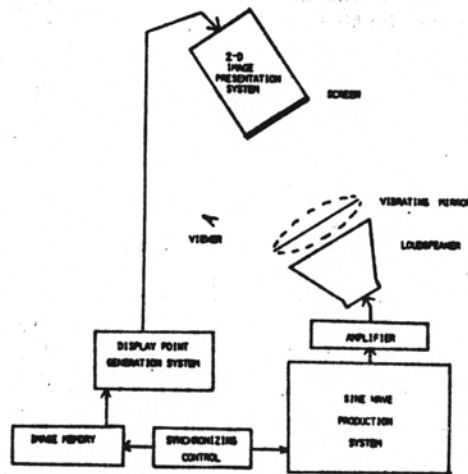 2-D
IMAGE
PRESENTATION
SYSTEM
SCREEN
VIBRATING MIRROR
VIEWER
LOUDSPEAKER
AMPLIFIER
DISPLAY POINT
GENERATION SYSTEM
SINE WAVE
PRODUCTION
SYSTEM
IMAGE MEMORY
SYNCHRONIZING
CONTROL